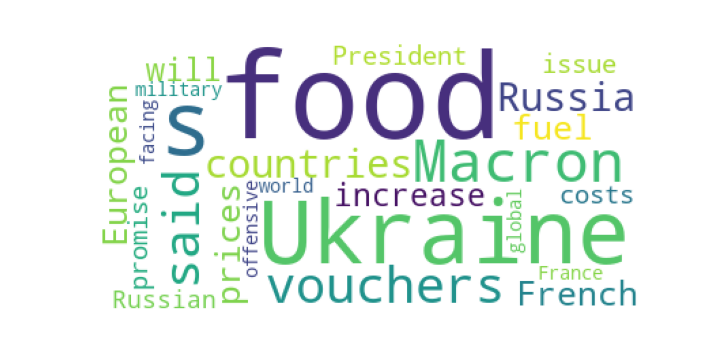 food
Ukraine
Macron
s
said
vouchers
countries
Russia
prices
European
French
will
fuel
increase
President
issue
military
facing
promise
Russian
offensive
world
global
costs
France